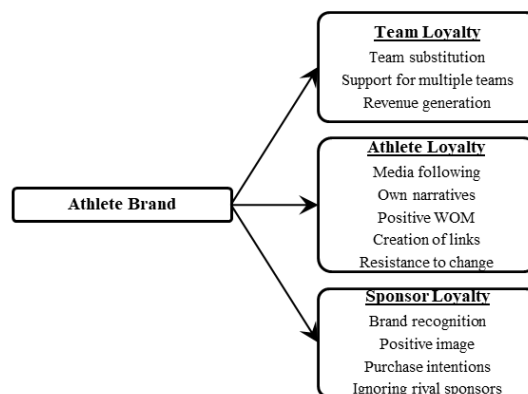 Team Loyalty
Team substitution
Support for multiple teams
Revenue generation
Athlete Brand
Athlete Loyalty
Media following
Own narratives
Positive WOM
Creation of links
Resistance to change
Sponsor Loyalty
Brand recognition
Positive image
Purchase intentions
Ignoring rival sponsors